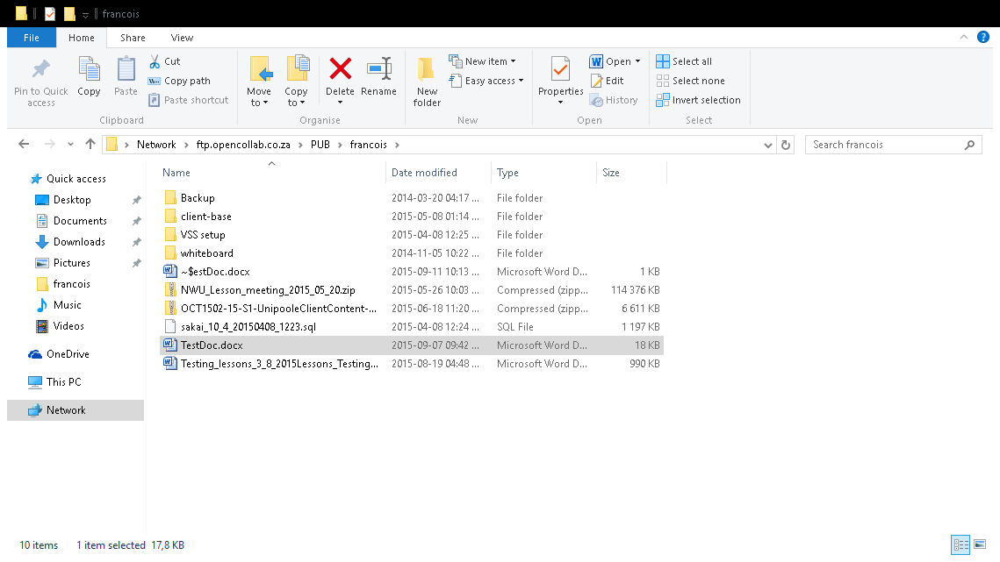 francois
File Home Share View
Pin to Quick access
Copy
Paste
Cut
Copy path
Paste shortcut
Clipboard
Move to
Copy to
Delete
Rename
Organise
New folder
New item
Easy access
New
Properties
Open
Edit
History
Open
Select all
Select none
Invert selection
Select
Network ftp.opencollab.co.za PUB francois
Search francois
Quick access
Desktop
Documents
Downloads
Pictures
francois
Music
Videos
OneDrive
This PC
Network
Name Date modified Type Size
Backup 2014-03-20 04:17 ... File folder
client-base 2015-05-08 01:14 ... File folder
VSS setup 2015-04-08 12:25 ... File folder
whiteboard 2014-11-05 10:22 ... File folder
~$estDoc.docx 2015-09-11 10:13 ... Microsoft Word D... 1 KB
NWU_Lesson_meeting_2015_05_20.zip 2015-05-26 10:03 ... Compressed (zipp... 114 376 KB
OCT1502-15-S1-UnipooleClientContent-... 2015-06-18 11:20 ... Compressed (zipp... 6 611 KB
sakai_10_4_20150408_1223.sql 2015-04-08 12:24 ... SQL File 1 197 KB
TestDoc.docx 2015-09-07 09:42 ... Microsoft Word D... 18 KB
Testing_lessons_3_8_2015Lessons_Testing... 2015-08-19 04:48 ... Microsoft Word D... 990 KB
10 items 1 item selected 17,8 KB